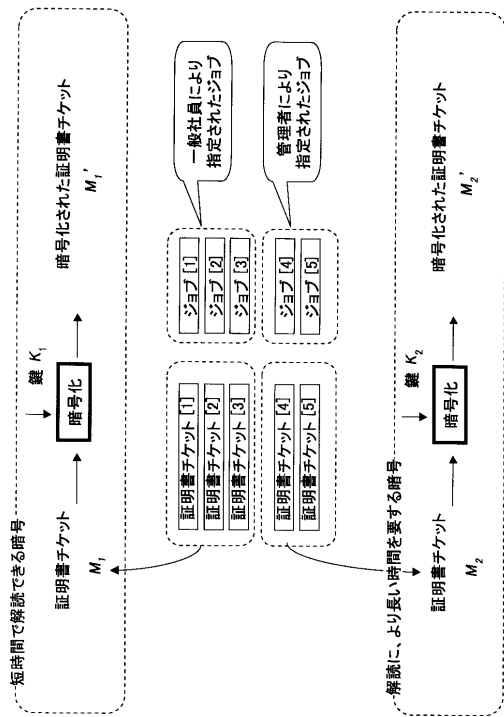 短時間で解読できる暗号
鍵 K₁
証明書チケット
M₁
暗号化
暗号化された証明書チケット
M₁'
証明書チケット [1]
証明書チケット [2]
証明書チケット [3]
ジョブ [1]
ジョブ [2]
ジョブ [3]
一般社員により
指定されたジョブ
証明書チケット [4]
証明書チケット [5]
ジョブ [4]
ジョブ [5]
管理者により
指定されたジョブ
解読に、より長い時間を要する暗号
鍵 K₂
証明書チケット
M₂
暗号化
暗号化された証明書チケット
M₂'